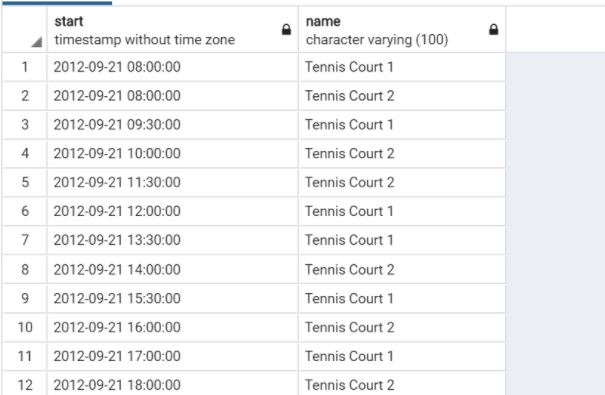 start name
timestamp without time zone character varying (100)
1 2012-09-21 08:00:00 Tennis Court 1
2 2012-09-21 08:00:00 Tennis Court 2
3 2012-09-21 09:30:00 Tennis Court 1
4 2012-09-21 10:00:00 Tennis Court 2
5 2012-09-21 11:30:00 Tennis Court 2
6 2012-09-21 12:00:00 Tennis Court 1
7 2012-09-21 13:30:00 Tennis Court 1
8 2012-09-21 14:00:00 Tennis Court 2
9 2012-09-21 15:30:00 Tennis Court 1
10 2012-09-21 16:00:00 Tennis Court 2
11 2012-09-21 17:00:00 Tennis Court 1
12 2012-09-21 18:00:00 Tennis Court 2